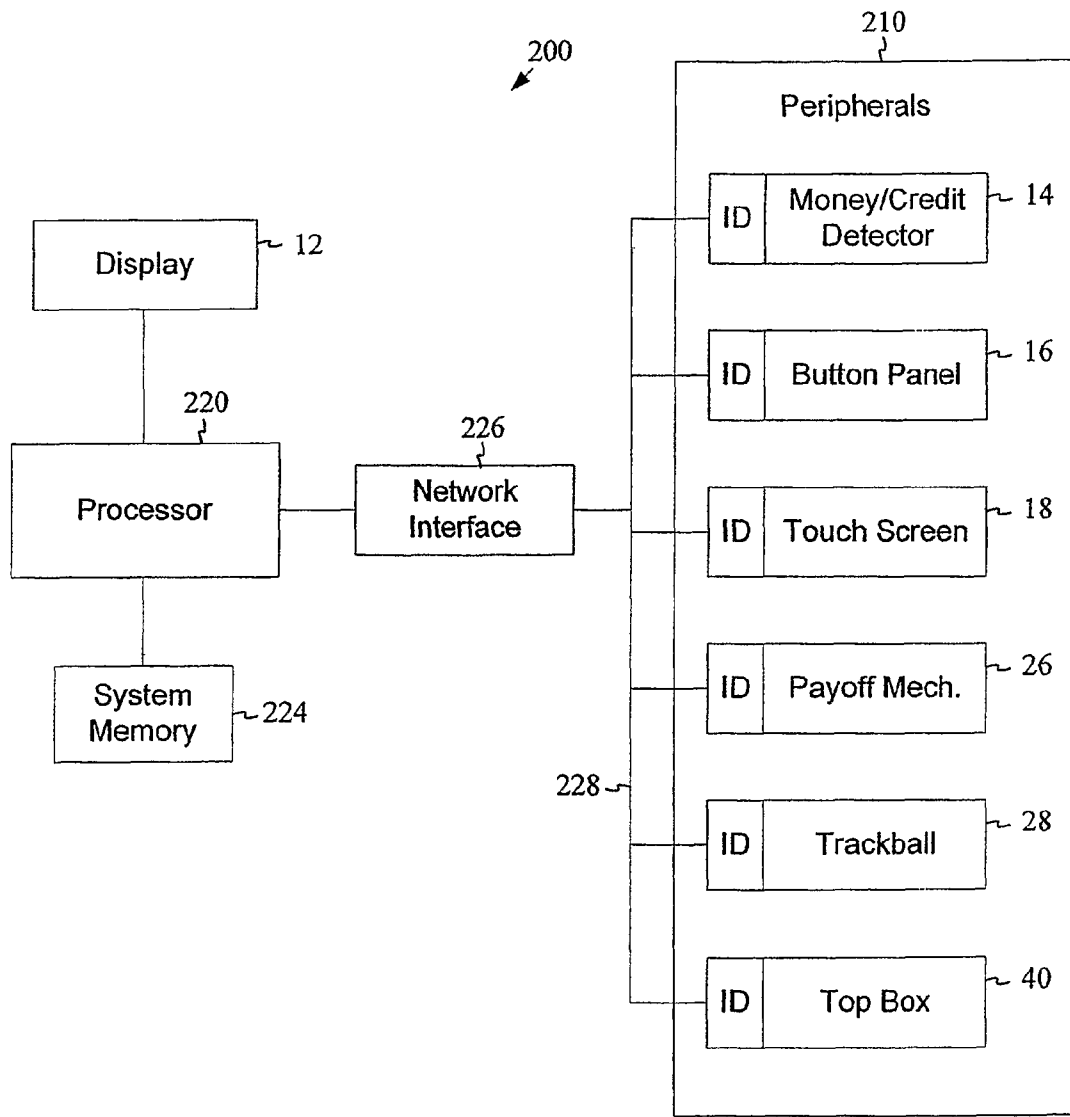 210
200
Peripherals
ID
Money/Credit
Detector
14
12
Display
ID
Button Panel
16
220
226
Processor
Network
Interface
ID
Touch Screen
18
System
Memory
224
ID
Payoff Mech.
26
228
ID
Trackball
28
ID
Top Box
40